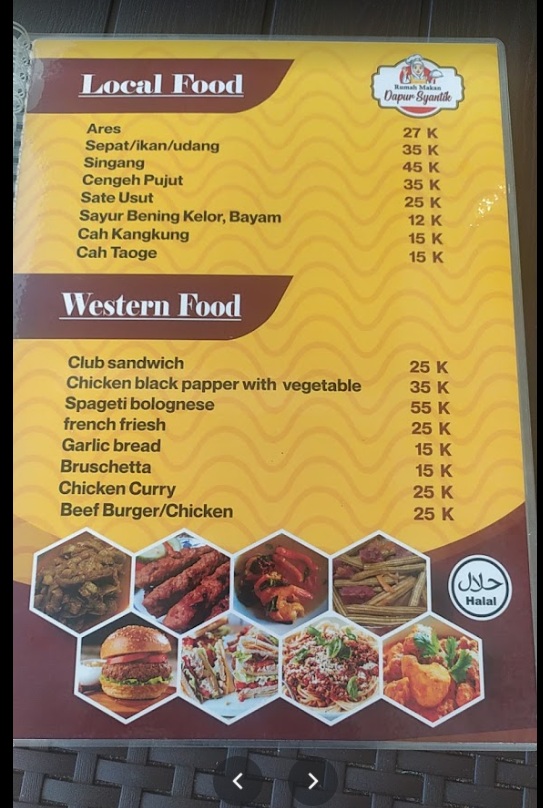 Local Food
Rumah Makan
Dapur Syantik
Ares 27 K
Sepat/ikan/udang 35 K
Singang 45 K
Cengeh Pujut 35 K
Sate Usut 25 K
Sayur Bening Kelor, Bayam 12 K
Cah Kangkung 15 K
Cah Taoge 15 K
Western Food
Club sandwich 25 K
Chicken black papper with vegetable 35 K
Spageti bolognese 55 K
french friesh 25 K
Garlic bread 15 K
Bruschetta 15 K
Chicken Curry 25 K
Beef Burger/Chicken 25 K
حلال
Halal